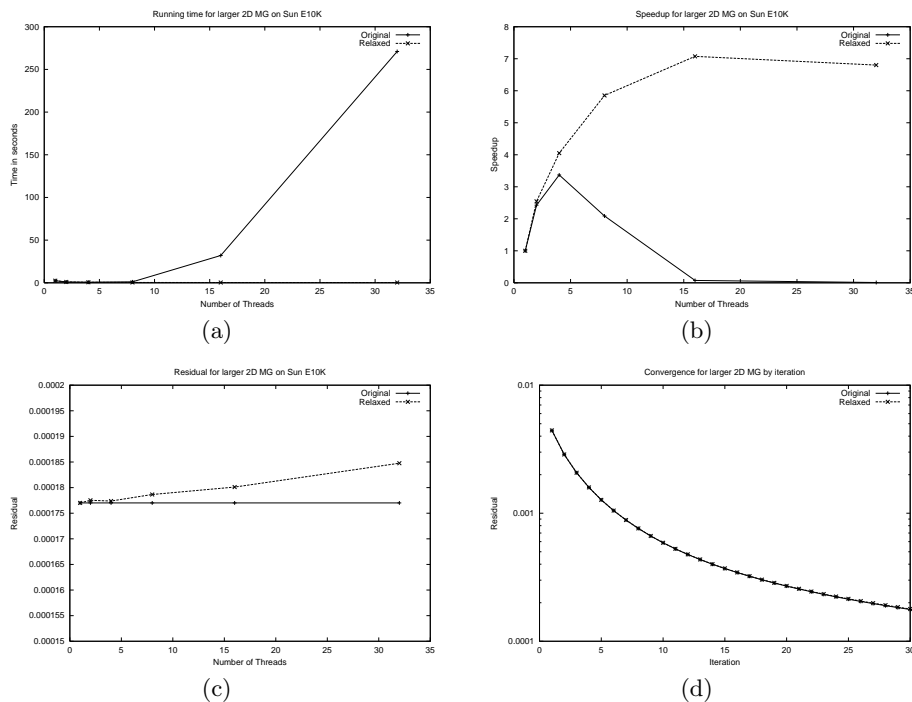 Running time for larger 2D MG on Sun E10K
Original
Relaxed
300
250
200
150
100
50
0
Time in seconds
0 5 10 15 20 25 30 35
Number of Threads
(a)
Speedup for larger 2D MG on Sun E10K
Original
Relaxed
8
7
6
5
4
3
2
1
0
Speedup
0 5 10 15 20 25 30 35
Number of Threads
(b)
Residual for larger 2D MG on Sun E10K
Original
Relaxed
0.0002
0.000195
0.00019
0.000185
0.00018
0.000175
0.00017
0.000165
0.00016
0.000155
0.00015
Residual
0 5 10 15 20 25 30 35
Number of Threads
(c)
Convergence for larger 2D MG by iteration
Original
Relaxed
0.01
0.001
0.0001
Residual
0 5 10 15 20 25 30
Iteration
(d)